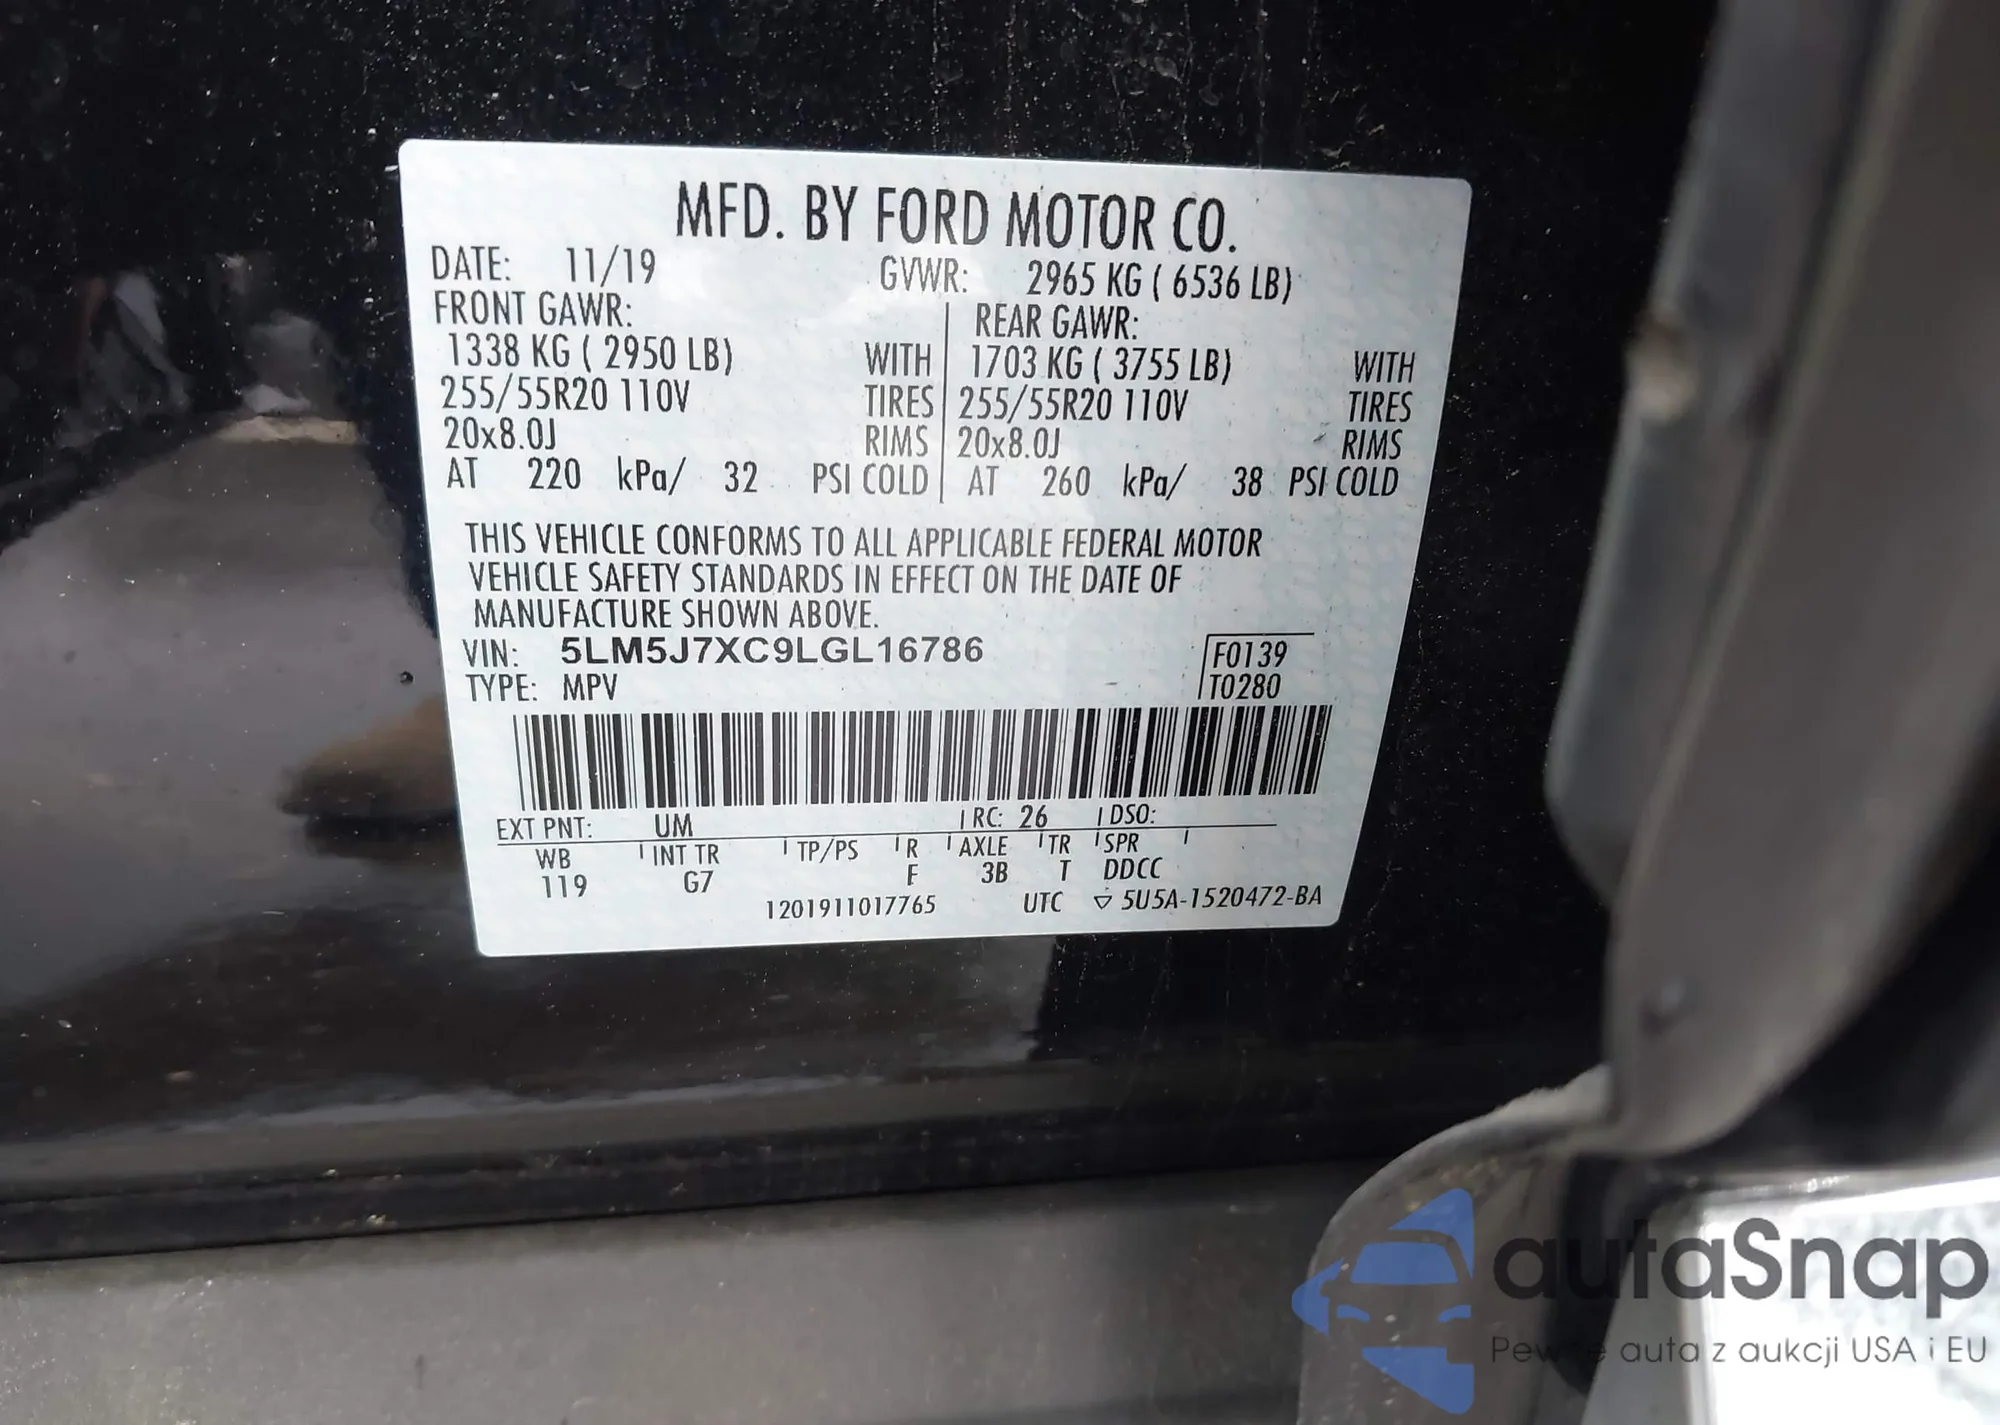 MFD. BY FORD MOTOR CO.
DATE: 11/19 GVWR: 2965 KG ( 6536 LB)
FRONT GAWR: REAR GAWR:
1338 KG ( 2950 LB) WITH 1703 KG ( 3755 LB) WITH
255/55R20 110V TIRES 255/55R20 110V TIRES
20x8.0J RIMS 20x8.0J RIMS
AT 220 kPa/ 32 PSI COLD AT 260 kPa/ 38 PSI COLD
THIS VEHICLE CONFORMS TO ALL APPLICABLE FEDERAL MOTOR
VEHICLE SAFETY STANDARDS IN EFFECT ON THE DATE OF
MANUFACTURE SHOWN ABOVE.
VIN: 5LM5J7XC9LGL16786 F0139
TYPE: MPV T0280
EXT PNT: UM RC: 26 DSO:
WB INT TR TP/PS R AXLE TR SPR
119 G7 F 3B T DDCC
1201911017765 UTC ▽ 5U5A-1520472-BA
autaSnap
Pewne auta z aukcji USA i EU